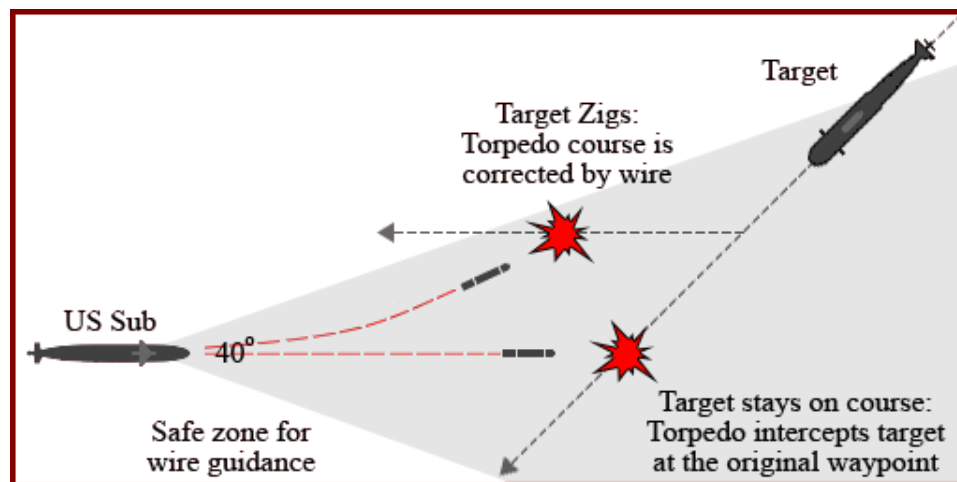 Target
Target Zigs:
Torpedo course is
corrected by wire
US Sub
40°
Safe zone for
wire guidance
Target stays on course:
Torpedo intercepts target
at the original waypoint